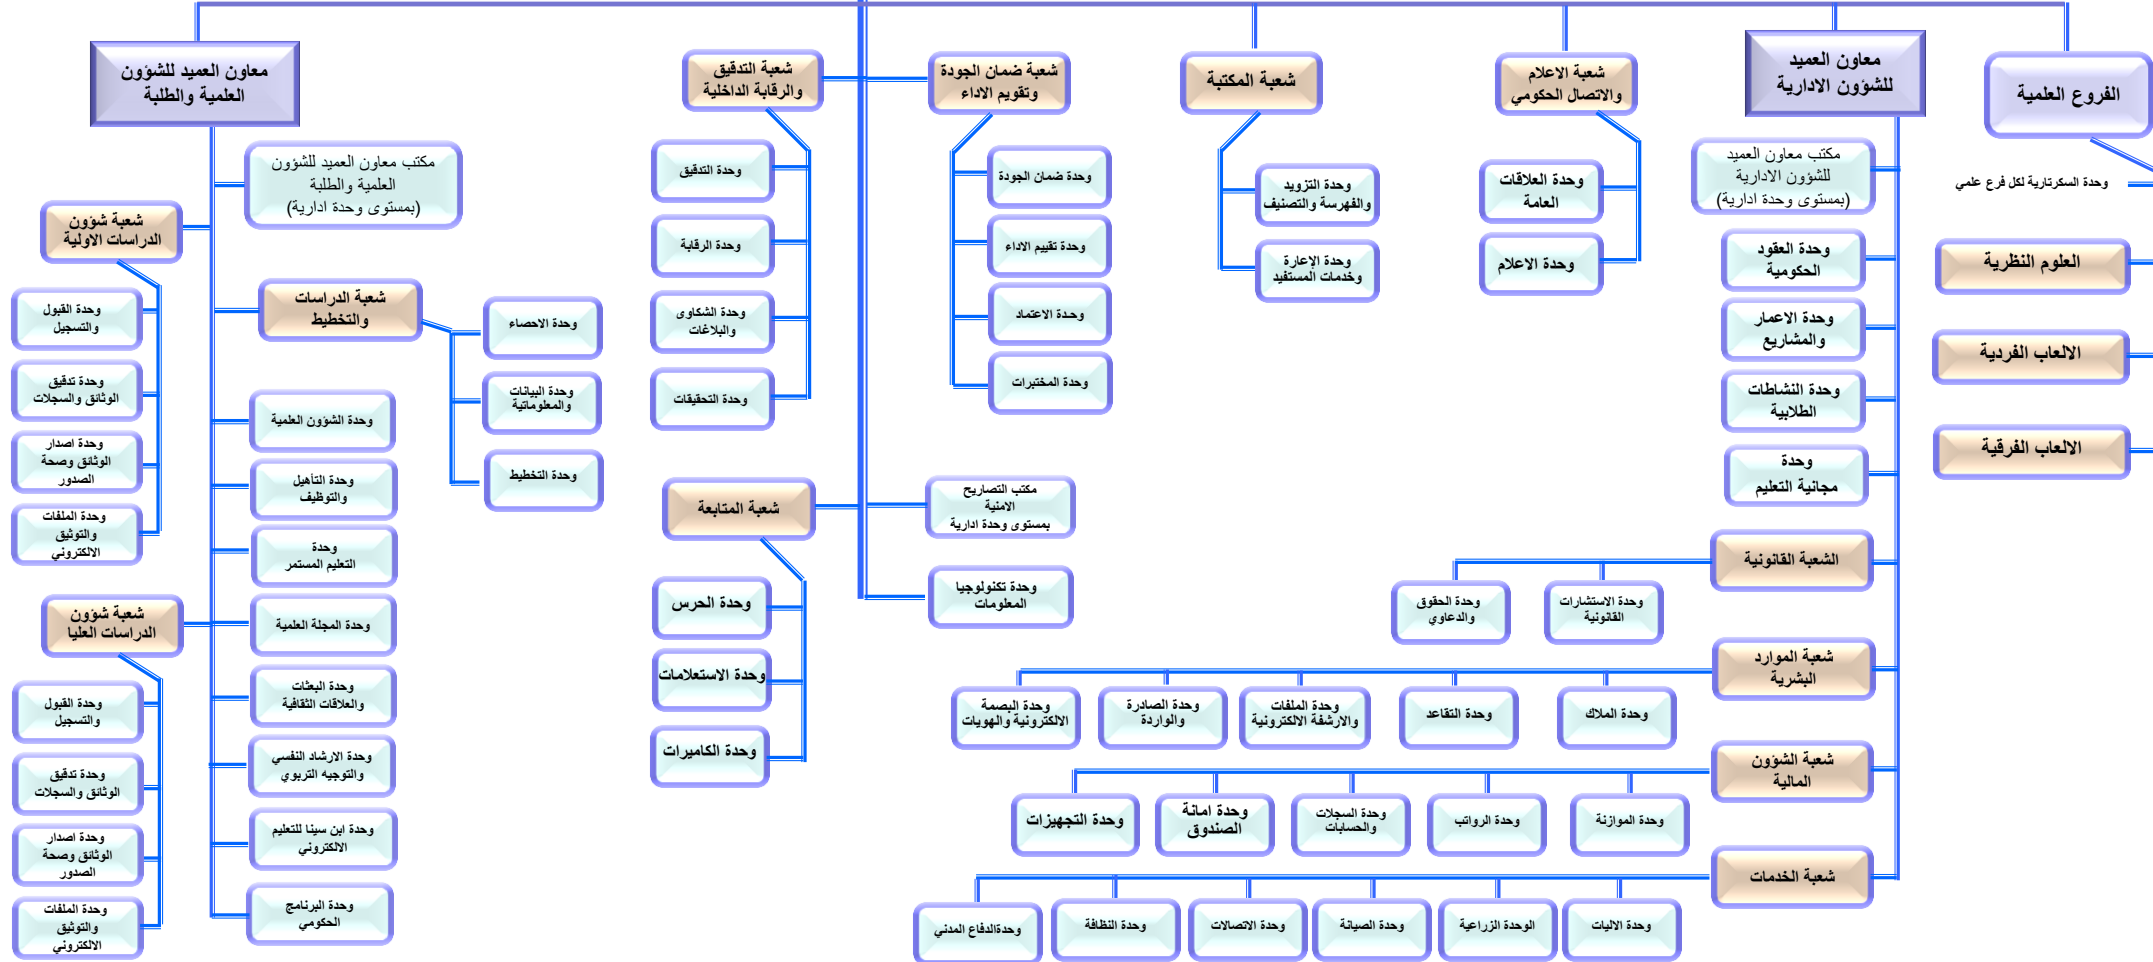 الفروع العلمية
وحدة السكرتارية لكل فرع علمي
العلوم النظرية
الالعاب الفردية
الالعاب الفرقية
معاون العميد
للشؤون الادارية
مكتب معاون العميد
للشؤون الادارية
(بمستوى وحدة ادارية)
وحدة العقود
الحكومية
وحدة الاعمار
والمشاريع
وحدة النشاطات
الطلابية
وحدة
مجانية التعليم
الشعبة القانونية
وحدة الاستشارات
القانونية
وحدة الحقوق
والدعاوي
شعبة الموارد
البشرية
وحدة الملاك
وحدة التقاعد
وحدة الملفات
والارشفة الالكترونية
وحدة الصادرة
والواردة
وحدة البصمة
الالكترونية والهويات
شعبة الشؤون
المالية
وحدة الموازنة
وحدة الرواتب
وحدة السجلات
والحسابات
وحدة امانة
الصندوق
وحدة التجهيزات
شعبة الخدمات
وحدة الاليات
الوحدة الزراعية
وحدة الصيانة
وحدة الاتصالات
وحدة النظافة
وحدةالدفاع المدني
شعبة الاعلام
والاتصال الحكومي
وحدة العلاقات
العامة
وحدة الاعلام
شعبة المكتبة
وحدة التزويد
والفهرسة والتصنيف
وحدة الإعارة
وخدمات المستفيد
شعبة ضمان الجودة
وتقويم الاداء
وحدة ضمان الجودة
وحدة تقييم الاداء
وحدة الاعتماد
وحدة المختبرات
مكتب التصاريح
الامنية
بمستوى وحدة ادارية
وحدة تكنولوجيا
المعلومات
شعبة التدقيق
والرقابة الداخلية
وحدة التدقيق
وحدة الرقابة
وحدة الشكاوى
والبلاغات
وحدة التحقيقات
شعبة المتابعة
وحدة الحرس
وحدة الاستعلامات
وحدة الكاميرات
معاون العميد للشؤون
العلمية والطلبة
مكتب معاون العميد للشؤون
العلمية والطلبة
(بمستوى وحدة ادارية)
شعبة الدراسات
والتخطيط
وحدة الاحصاء
وحدة البيانات
والمعلوماتية
وحدة التخطيط
وحدة الشؤون العلمية
وحدة التأهيل
والتوظيف
وحدة
التعليم المستمر
وحدة المجلة العلمية
وحدة البعثات
والعلاقات الثقافية
وحدة الارشاد النفسي
والتوجيه التربوي
وحدة ابن سينا للتعليم
الالكتروني
وحدة البرنامج
الحكومي
شعبة شؤون
الدراسات الاولية
وحدة القبول
والتسجيل
وحدة تدقيق
الوثائق والسجلات
وحدة اصدار
الوثائق وصحة
الصدور
وحدة الملفات
والتوثيق
الالكتروني
شعبة شؤون
الدراسات العليا
وحدة القبول
والتسجيل
وحدة تدقيق
الوثائق والسجلات
وحدة اصدار
الوثائق وصحة
الصدور
وحدة الملفات
والتوثيق
الالكتروني